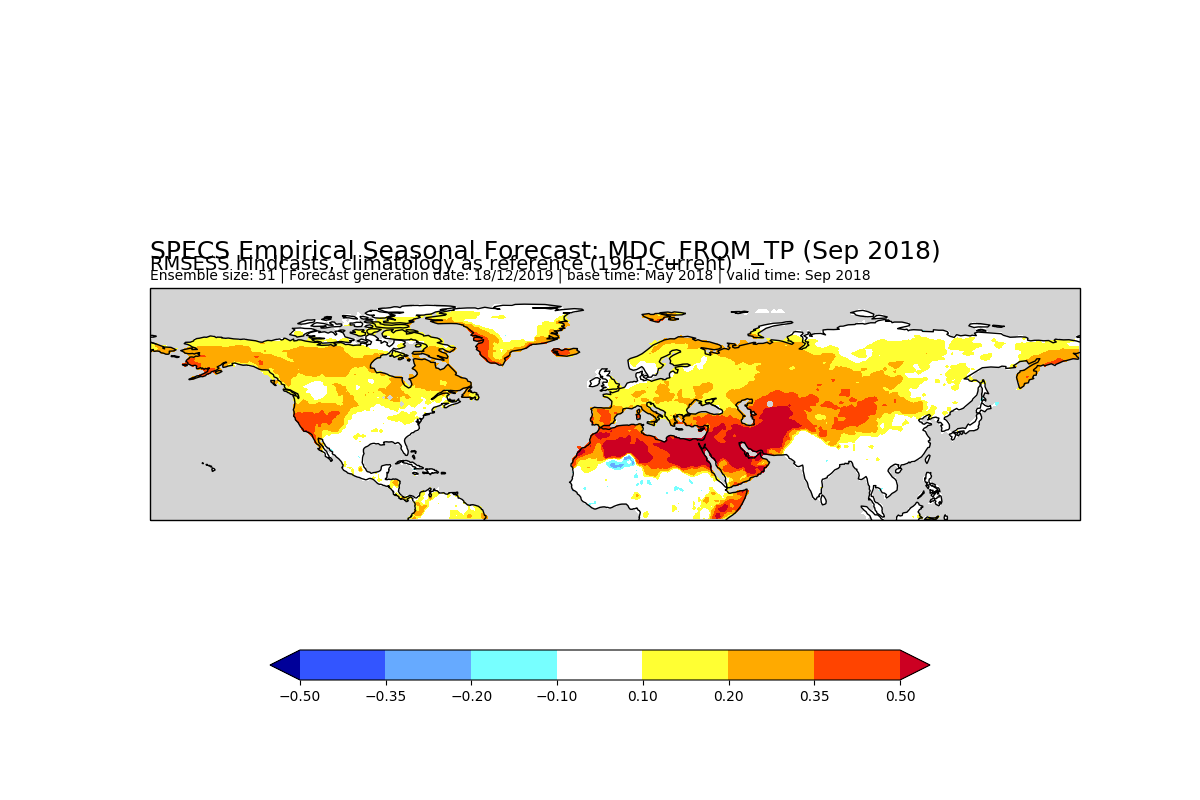 SPECS Empirical Seasonal Forecast: MDC_FROM_TP (Sep 2018)
RMSESS hindcasts, climatology as reference (1961-current)
Ensemble size: 51 | Forecast generation date: 18/12/2019 | base time: May 2018 | valid time: Sep 2018
−0.50 −0.35 −0.20 −0.10 0.10 0.20 0.35 0.50